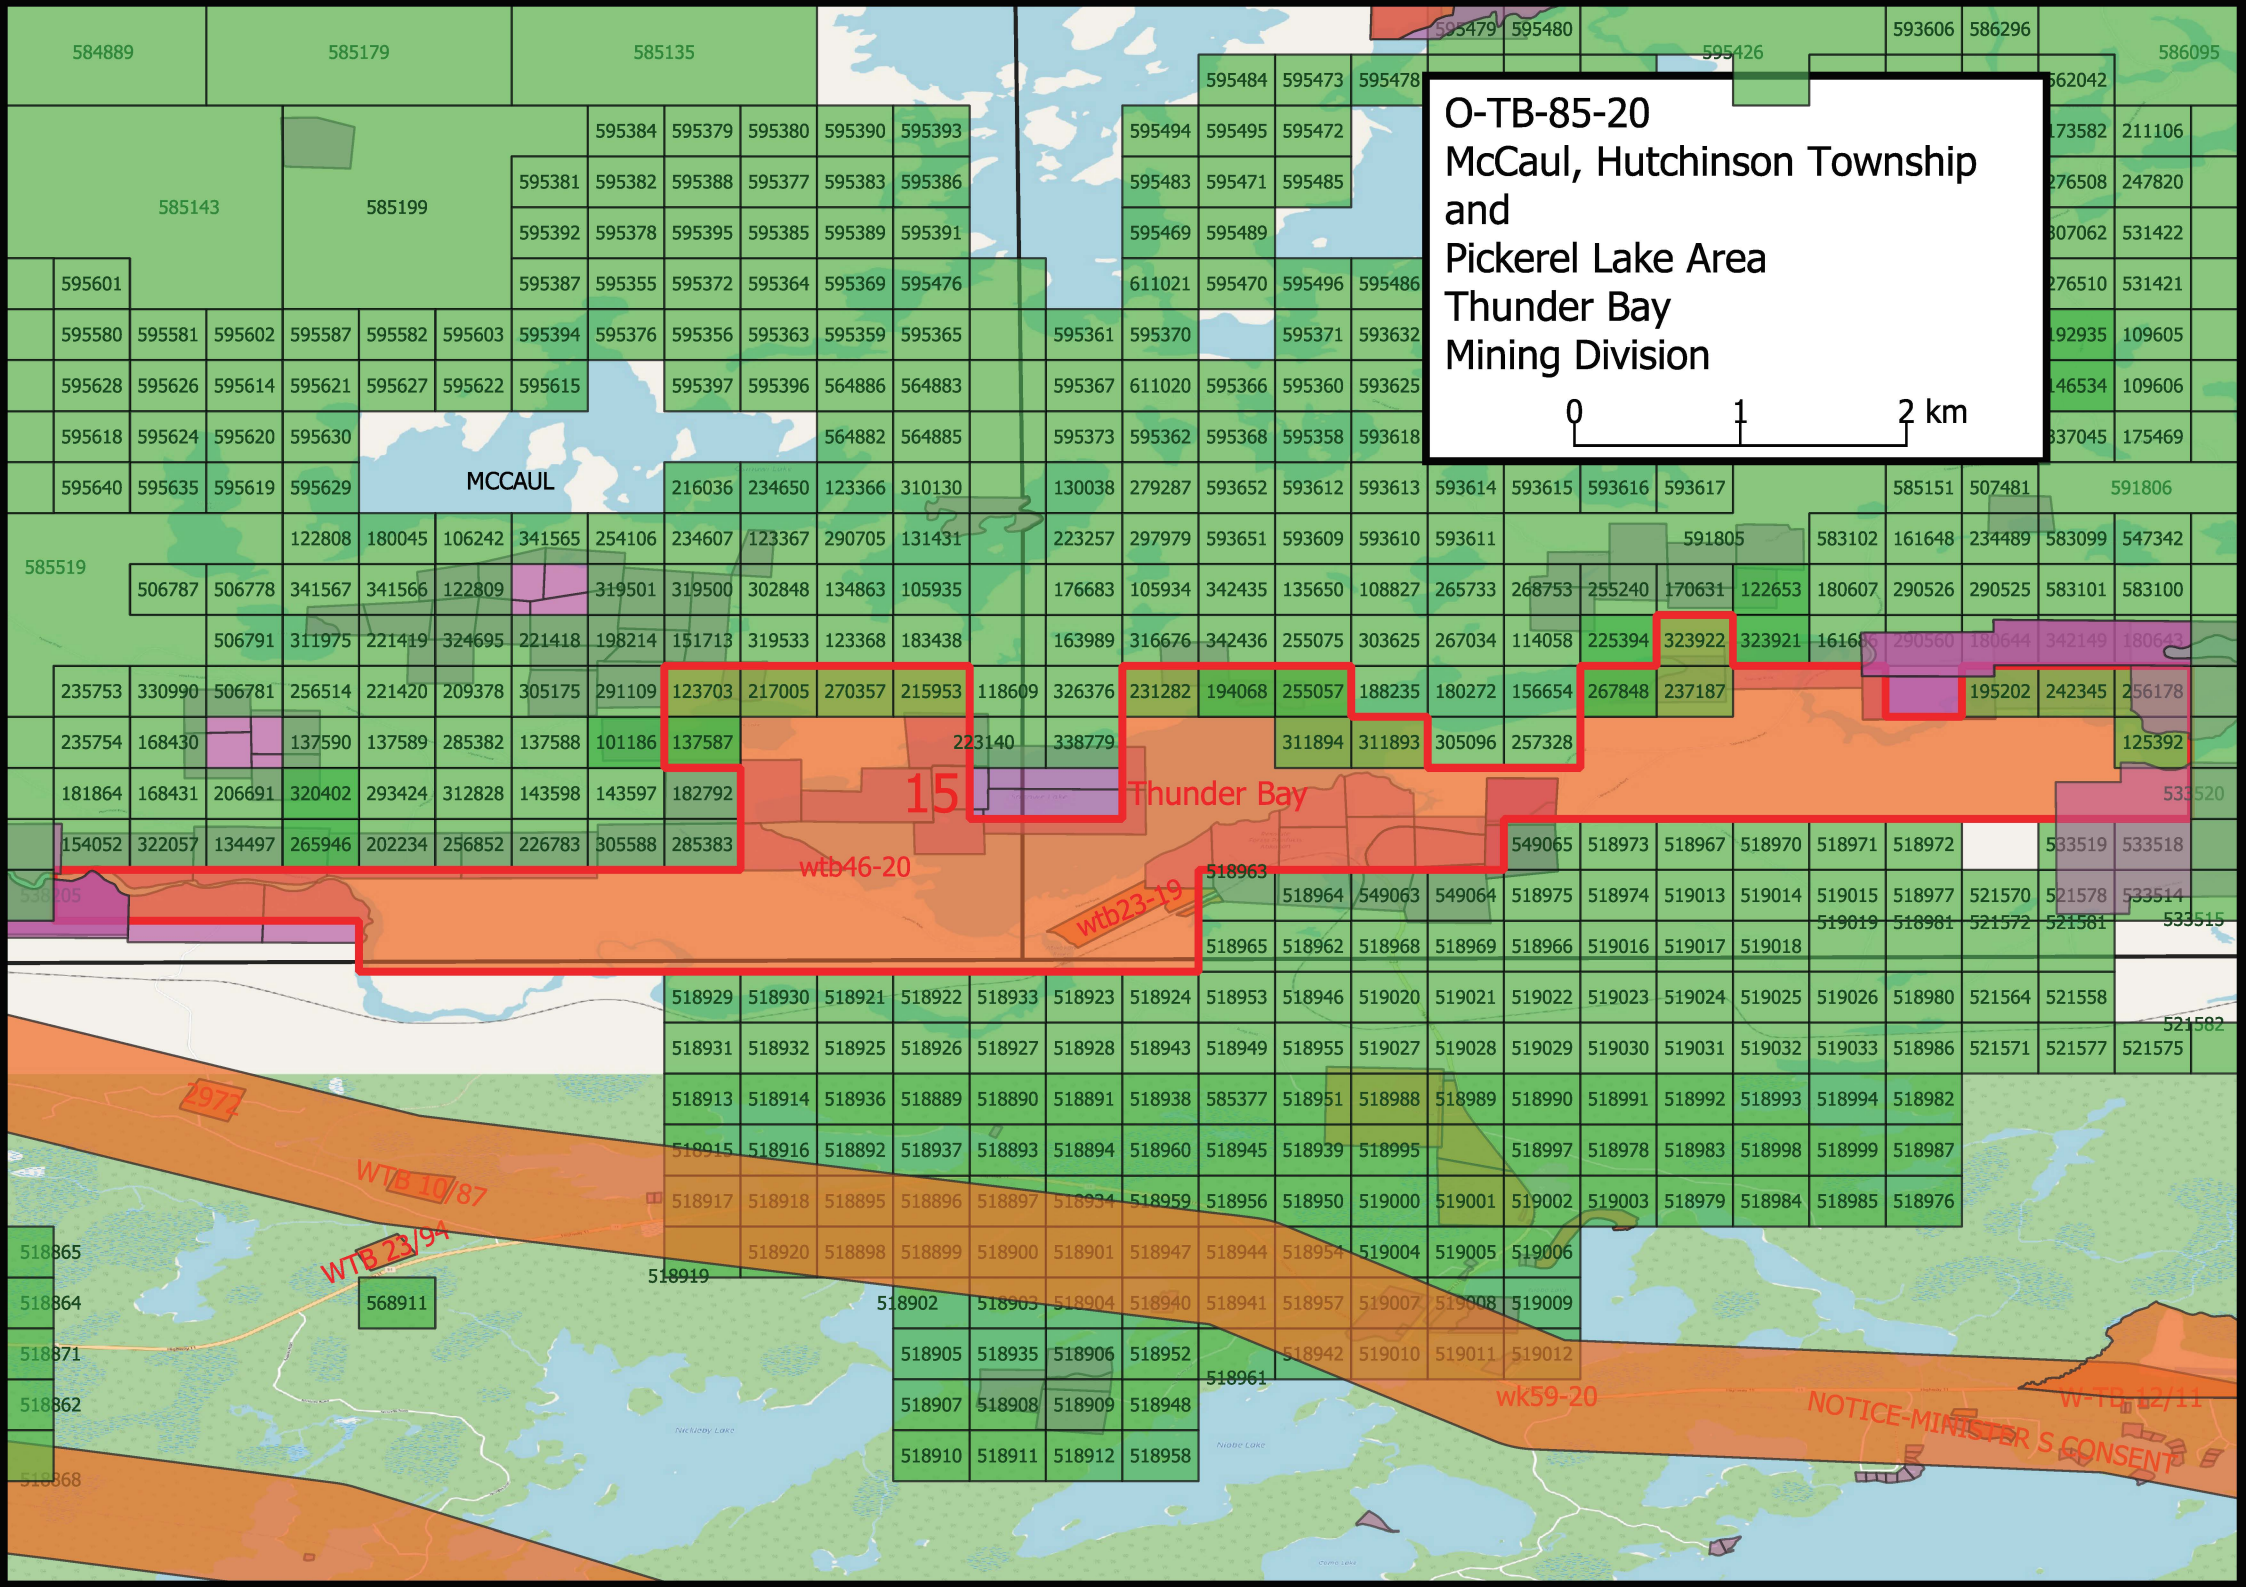 584889 585179 585135 595479 595480 595426 593606 586296 586095
595484 595473 595478 562042
O-TB-85-20
McCaul, Hutchinson Township
and
Pickerel Lake Area
Thunder Bay
Mining Division
0 1 2 km
595384 595379 595380 595390 595393 595494 595495 595472 173582 211106
595381 595382 595388 595377 595383 595386 595483 595471 595485 276508 247820
585143 585199 595392 595378 595395 595385 595389 595391 595469 595489 307062 531422
595601 595387 595355 595372 595364 595369 595476 611021 595470 595496 595486 276510 531421
595580 595581 595602 595587 595582 595603 595394 595376 595356 595363 595359 595365 595361 595370 595371 593632 192935 109605
595628 595626 595614 595621 595627 595622 595615 595397 595396 564886 564883 595367 611020 595366 595360 593625 146534 109606
595618 595624 595620 595630 564882 564885 595373 595362 595368 595358 593618 337045 175469
595640 595635 595619 595629 MCCAUL 216036 234650 123366 310130 130038 279287 593652 593612 593613 593614 593615 593616 593617 585151 507481 591806
122808 180045 106242 341565 254106 234607 123367 290705 131431 223257 297979 593651 593609 593610 593611 591805 583102 161648 234489 583099 547342
585519 506787 506778 341567 341566 122809 319501 319500 302848 134863 105935 176683 105934 342435 135650 108827 265733 268753 255240 170631 122653 180607 290526 290525 583101 583100
506791 311975 221419 324695 221418 198214 151713 319533 123368 183438 163989 316676 342436 255075 303625 267034 114058 225394 323922 323921 161686 290560 180644 342149 180643
235753 330990 506781 256514 221420 209378 305175 291109 123703 217005 270357 215953 118609 326376 231282 194068 255057 188235 180272 156654 267848 237187 195202 242345 256178
235754 168430 137590 137589 285382 137588 101186 137587 223140 338779 311894 311893 305096 257328 125392
181864 168431 206691 320402 293424 312828 143598 143597 182792 15 Thunder Bay 533520
154052 322057 134497 265946 202234 256852 226783 305588 285383 549065 518973 518967 518970 518971 518972 533519 533518
wtb46-20 518963
538205 wtb23-19 518964 549063 549064 518975 518974 519013 519014 519015 518977 521570 521578 533514
519019 518981 521572 521581 533515
518965 518962 518968 518969 518966 519016 519017 519018
518929 518930 518921 518922 518933 518923 518924 518953 518946 519020 519021 519022 519023 519024 519025 519026 518980 521564 521558
521582
518931 518932 518925 518926 518927 518928 518943 518949 518955 519027 519028 519029 519030 519031 519032 519033 518986 521571 521577 521575
2972 518913 518914 518936 518889 518890 518891 518938 585377 518951 518988 518989 518990 518991 518992 518993 518994 518982
518915 518916 518892 518937 518893 518894 518960 518945 518939 518995 518997 518978 518983 518998 518999 518987
WTB 10/87 518917 518918 518895 518896 518897 518934 518959 518956 518950 519000 519001 519002 519003 518979 518984 518985 518976
518865 WTB 23/94 518920 518898 518899 518900 518901 518947 518944 518954 519004 519005 519006
518919
518864 568911 518902 518903 518904 518940 518941 518957 519007 519008 519009
518871 518905 518935 518906 518952 518942 519010 519011 519012
518961
518862 518907 518908 518909 518948 wk59-20 NOTICE-MINISTER S CONSENT W-TB 12/11
Nickleby Lake Niobe Lake
518910 518911 518912 518958
518868